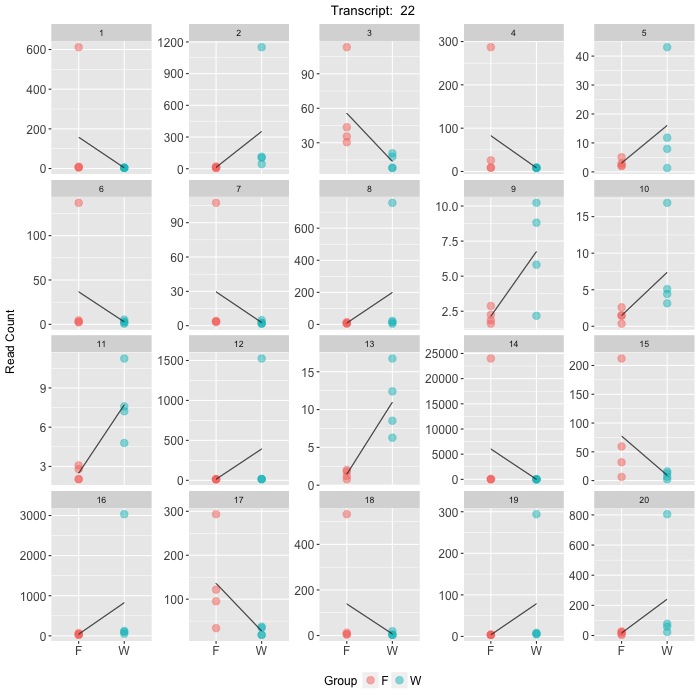 Transcript: 22
1 2 3 4 5
600 400 200 0
1200 900 600 300 0
90 60 30
300 200 100 0
40 30 20 10 0
6 7 8 9 10
100 50 0
90 60 30 0
600 400 200 0
10.0 7.5 5.0 2.5
15 10 5 0
Read Count
11 12 13 14 15
9 6 3
1500 1000 500 0
15 10 5 0
25000 20000 15000 10000 5000 0
200 150 100 50 0
16 17 18 19 20
3000 2000 1000 0
300 200 100
400 200 0
300 200 100 0
800 600 400 200 0
F W F W F W F W F W
Group F W